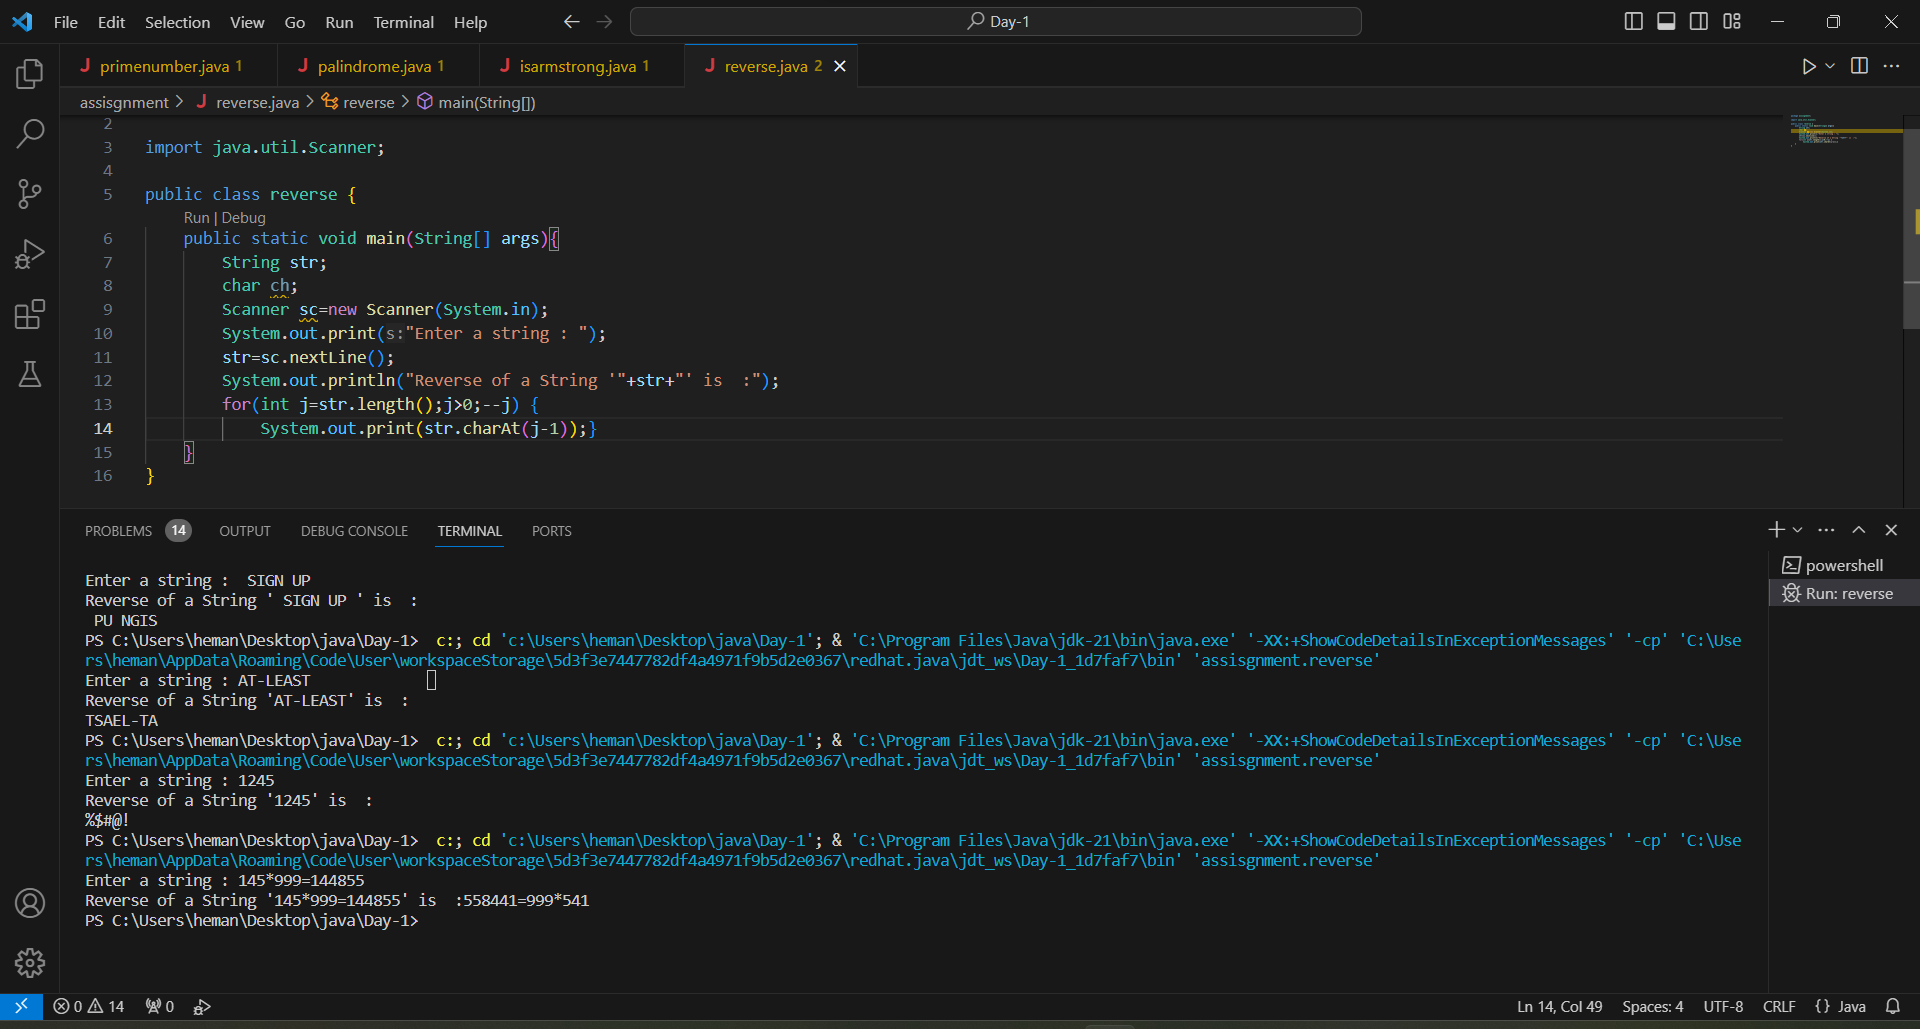 File Edit Selection View Go Run Terminal Help Day-1
primenumber.java 1 palindrome.java 1 isarmstrong.java 1 reverse.java 2
assisgnment > reverse.java > reverse > main(String[])
2
3 import java.util.Scanner;
4
5 public class reverse {
Run | Debug
6 public static void main(String[] args){
7 String str;
8 char ch;
9 Scanner sc=new Scanner(System.in);
10 System.out.print(s:"Enter a string : ");
11 str=sc.nextLine();
12 System.out.println("Reverse of a String '"+str+"' is  :");
13 for(int j=str.length();j>0;--j) {
14 System.out.print(str.charAt(j-1));}
15 }
16 }
PROBLEMS 14 OUTPUT DEBUG CONSOLE TERMINAL PORTS
powershell
Run: reverse
Enter a string :  SIGN UP
Reverse of a String ' SIGN UP ' is  :
 PU NGIS
PS C:\Users\heman\Desktop\java\Day-1>  c:; cd 'c:\Users\heman\Desktop\java\Day-1'; & 'C:\Program Files\Java\jdk-21\bin\java.exe' '-XX:+ShowCodeDetailsInExceptionMessages' '-cp' 'C:\Use
rs\heman\AppData\Roaming\Code\User\workspaceStorage\5d3f3e7447782df4a4971f9b5d2e0367\redhat.java\jdt_ws\Day-1_1d7faf7\bin' 'assisgnment.reverse'
Enter a string : AT-LEAST
Reverse of a String 'AT-LEAST' is  :
TSAEL-TA
PS C:\Users\heman\Desktop\java\Day-1>  c:; cd 'c:\Users\heman\Desktop\java\Day-1'; & 'C:\Program Files\Java\jdk-21\bin\java.exe' '-XX:+ShowCodeDetailsInExceptionMessages' '-cp' 'C:\Use
rs\heman\AppData\Roaming\Code\User\workspaceStorage\5d3f3e7447782df4a4971f9b5d2e0367\redhat.java\jdt_ws\Day-1_1d7faf7\bin' 'assisgnment.reverse'
Enter a string : 1245
Reverse of a String '1245' is  :
%$#@!
PS C:\Users\heman\Desktop\java\Day-1>  c:; cd 'c:\Users\heman\Desktop\java\Day-1'; & 'C:\Program Files\Java\jdk-21\bin\java.exe' '-XX:+ShowCodeDetailsInExceptionMessages' '-cp' 'C:\Use
rs\heman\AppData\Roaming\Code\User\workspaceStorage\5d3f3e7447782df4a4971f9b5d2e0367\redhat.java\jdt_ws\Day-1_1d7faf7\bin' 'assisgnment.reverse'
Enter a string : 145*999=144855
Reverse of a String '145*999=144855' is  :558441=999*541
PS C:\Users\heman\Desktop\java\Day-1>
0 14 0 Ln 14, Col 49 Spaces: 4 UTF-8 CRLF {} Java